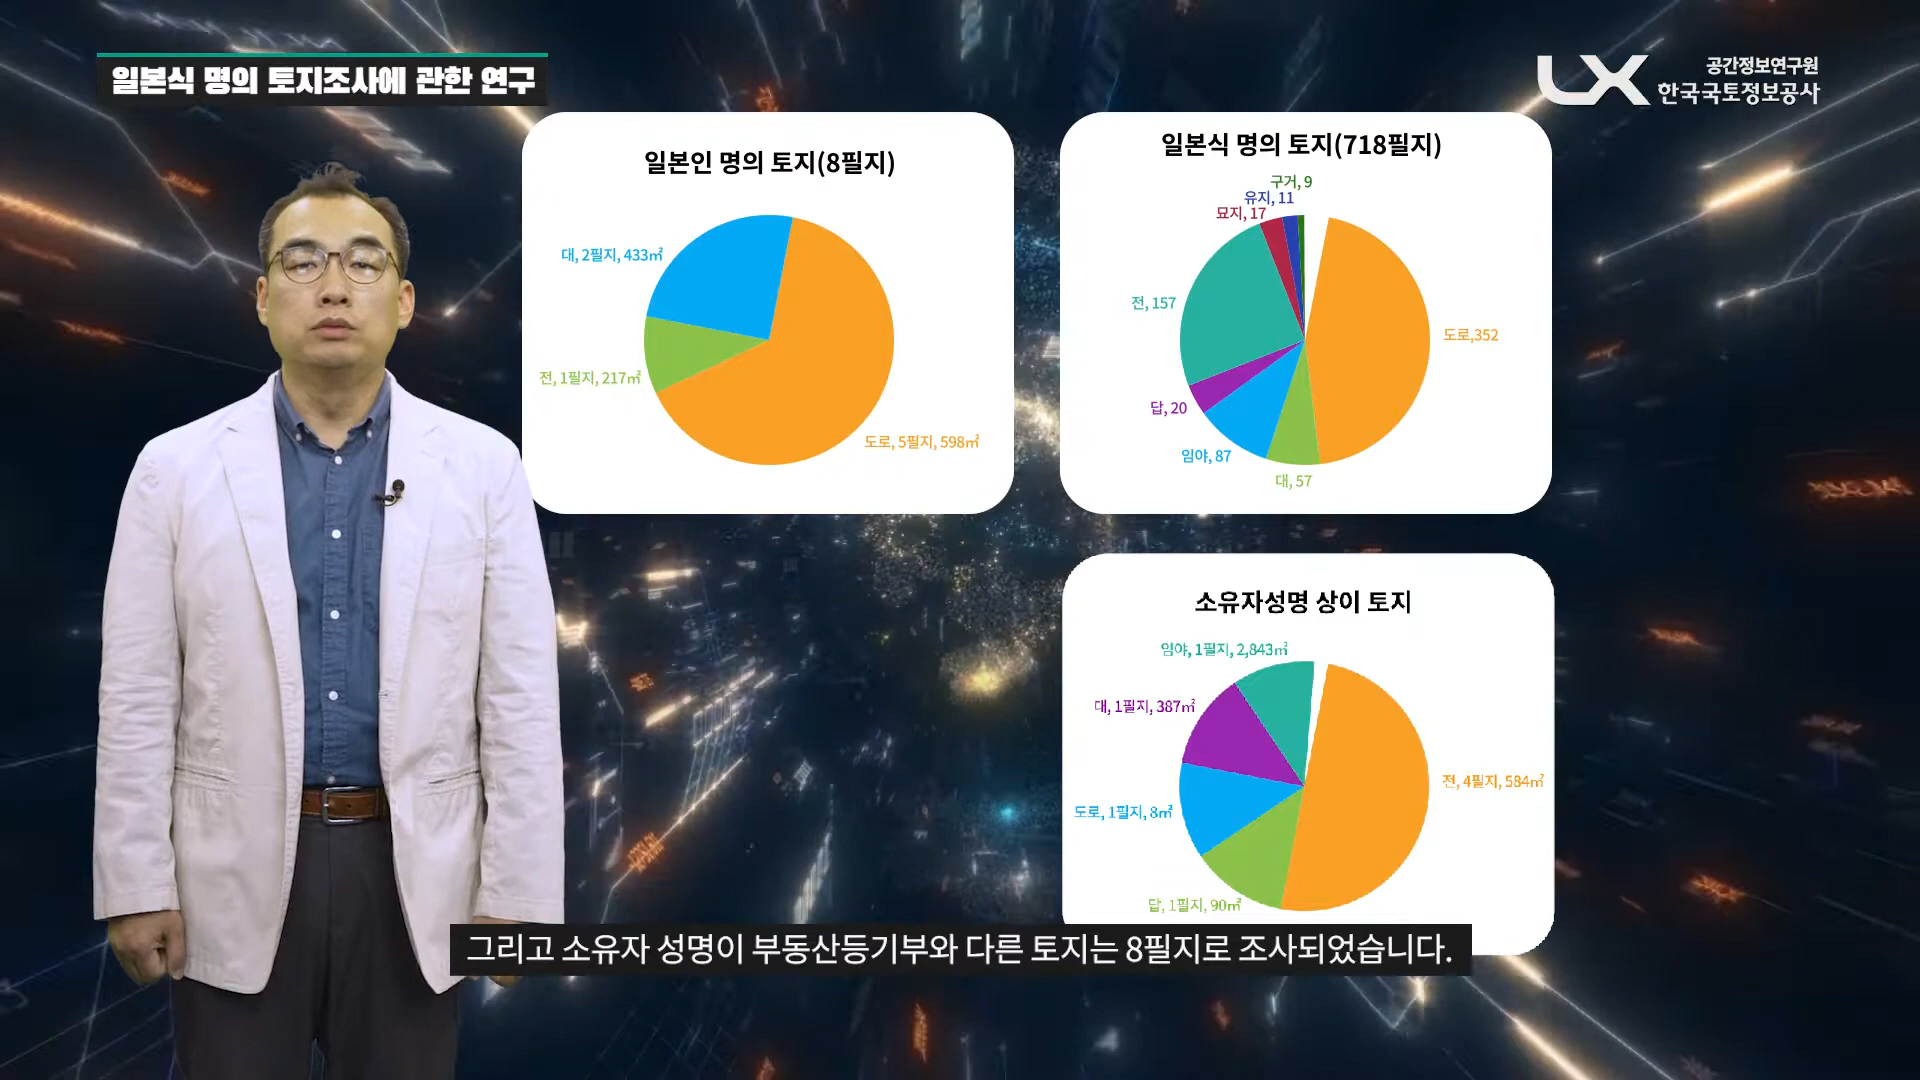 일본식 명의 토지조사에 관한 연구
LX
공간정보연구원
한국국토정보공사
일본인 명의 토지(8필지)
대, 2필지, 433㎡
전, 1필지, 217㎡
도로, 5필지, 598㎡
일본식 명의 토지(718필지)
구거, 9
유지, 11
묘지, 17
전, 157
도로,352
답, 20
임야, 87
대, 57
소유자성명 상이 토지
임야, 1필지, 2,843㎡
대, 1필지, 387㎡
전, 4필지, 584㎡
도로, 1필지, 8㎡
답, 1필지, 90㎡
그리고 소유자 성명이 부동산등기부와 다른 토지는 8필지로 조사되었습니다.